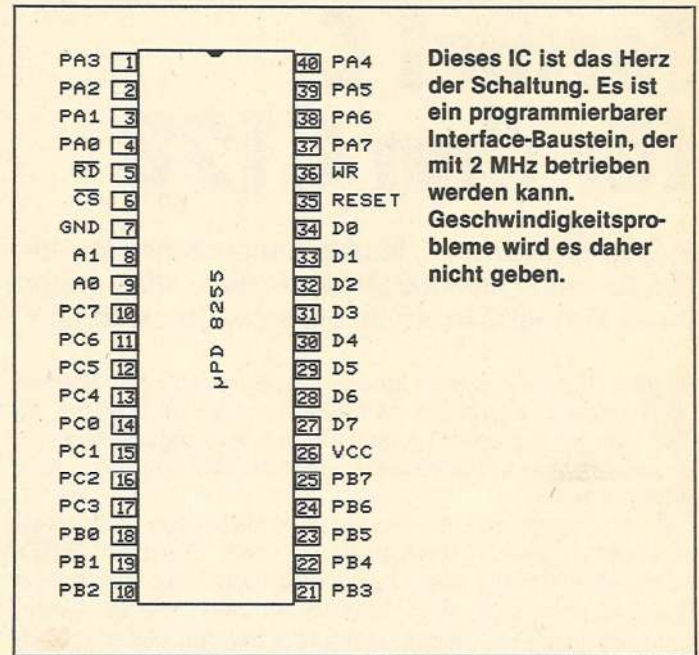 PA3 1 40 PA4
PA2 2 39 PA5
PA1 3 38 PA6
PA0 4 37 PA7
RD 5 36 WR
CS 6 35 RESET
GND 7 34 D0
A1 8 33 D1
A0 9 32 D2
PC7 10 31 D3
PC6 11 30 D4
PC5 12 29 D5
PC4 13 28 D6
PC0 14 27 D7
PC1 15 26 VCC
PC2 16 25 PB7
PC3 17 24 PB6
PB0 18 23 PB5
PB1 19 22 PB4
PB2 10 21 PB3
µPD 8255
Dieses IC ist das Herz
der Schaltung. Es ist
ein programmierbarer
Interface-Baustein, der
mit 2 MHz betrieben
werden kann.
Geschwindigkeitspro-
bleme wird es daher
nicht geben.